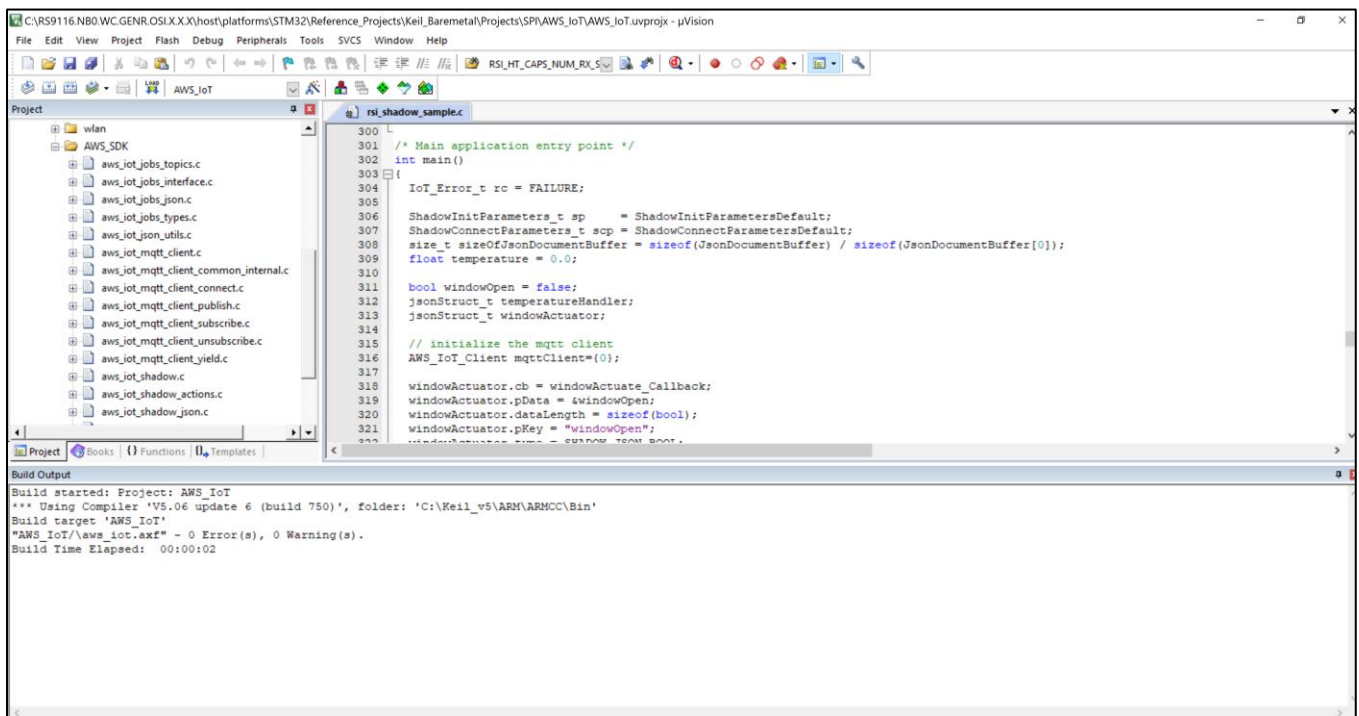 C:\RS9116.NB0.WC.GENR.OSI.X.X.X\host\platforms\STM32\Reference_Projects\Keil_Baremetal\Projects\SPI\AWS_IoT\AWS_IoT.uvprojx - µVision
File Edit View Project Flash Debug Peripherals Tools SVCS Window Help
RSI_HT_CAPS_NUM_RX_S
LOAD AWS_IoT
Project
wlan
AWS_SDK
aws_iot_jobs_topics.c
aws_iot_jobs_interface.c
aws_iot_jobs_json.c
aws_iot_jobs_types.c
aws_iot_json_utils.c
aws_iot_mqtt_client.c
aws_iot_mqtt_client_common_internal.c
aws_iot_mqtt_client_connect.c
aws_iot_mqtt_client_publish.c
aws_iot_mqtt_client_subscribe.c
aws_iot_mqtt_client_unsubscribe.c
aws_iot_mqtt_client_yield.c
aws_iot_shadow.c
aws_iot_shadow_actions.c
aws_iot_shadow_json.c
Project Books {} Functions Templates
rsi_shadow_sample.c
300
301 /* Main application entry point */
302 int main()
303 {
304 IoT_Error_t rc = FAILURE;
305
306 ShadowInitParameters_t sp = ShadowInitParametersDefault;
307 ShadowConnectParameters_t scp = ShadowConnectParametersDefault;
308 size_t sizeOfJsonDocumentBuffer = sizeof(JsonDocumentBuffer) / sizeof(JsonDocumentBuffer[0]);
309 float temperature = 0.0;
310
311 bool windowOpen = false;
312 jsonStruct_t temperatureHandler;
313 jsonStruct_t windowActuator;
314
315 // initialize the mqtt client
316 AWS_IoT_Client mqttClient={0};
317
318 windowActuator.cb = windowActuate_Callback;
319 windowActuator.pData = &windowOpen;
320 windowActuator.dataLength = sizeof(bool);
321 windowActuator.pKey = "windowOpen";
322 windowActuator.type = SHADOW_JSON_BOOL;
Build Output
Build started: Project: AWS_IoT
*** Using Compiler 'V5.06 update 6 (build 750)', folder: 'C:\Keil_v5\ARM\ARMCC\Bin'
Build target 'AWS_IoT'
"AWS_IoT/\aws_iot.axf" - 0 Error(s), 0 Warning(s).
Build Time Elapsed: 00:00:02